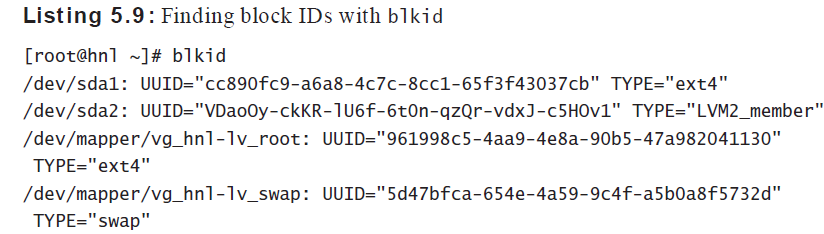 Listing 5.9: Finding block IDs with blkid
[root@hnl ~]# blkid
/dev/sda1: UUID="cc890fc9-a6a8-4c7c-8cc1-65f3f43037cb" TYPE="ext4"
/dev/sda2: UUID="VDaoOy-ckKR-lU6f-6tOn-qzQr-vdxJ-c5HOv1" TYPE="LVM2_member"
/dev/mapper/vg_hnl-lv_root: UUID="961998c5-4aa9-4e8a-90b5-47a982041130"
TYPE="ext4"
/dev/mapper/vg_hnl-lv_swap: UUID="5d47bfca-654e-4a59-9c4f-a5b0a8f5732d"
TYPE="swap"